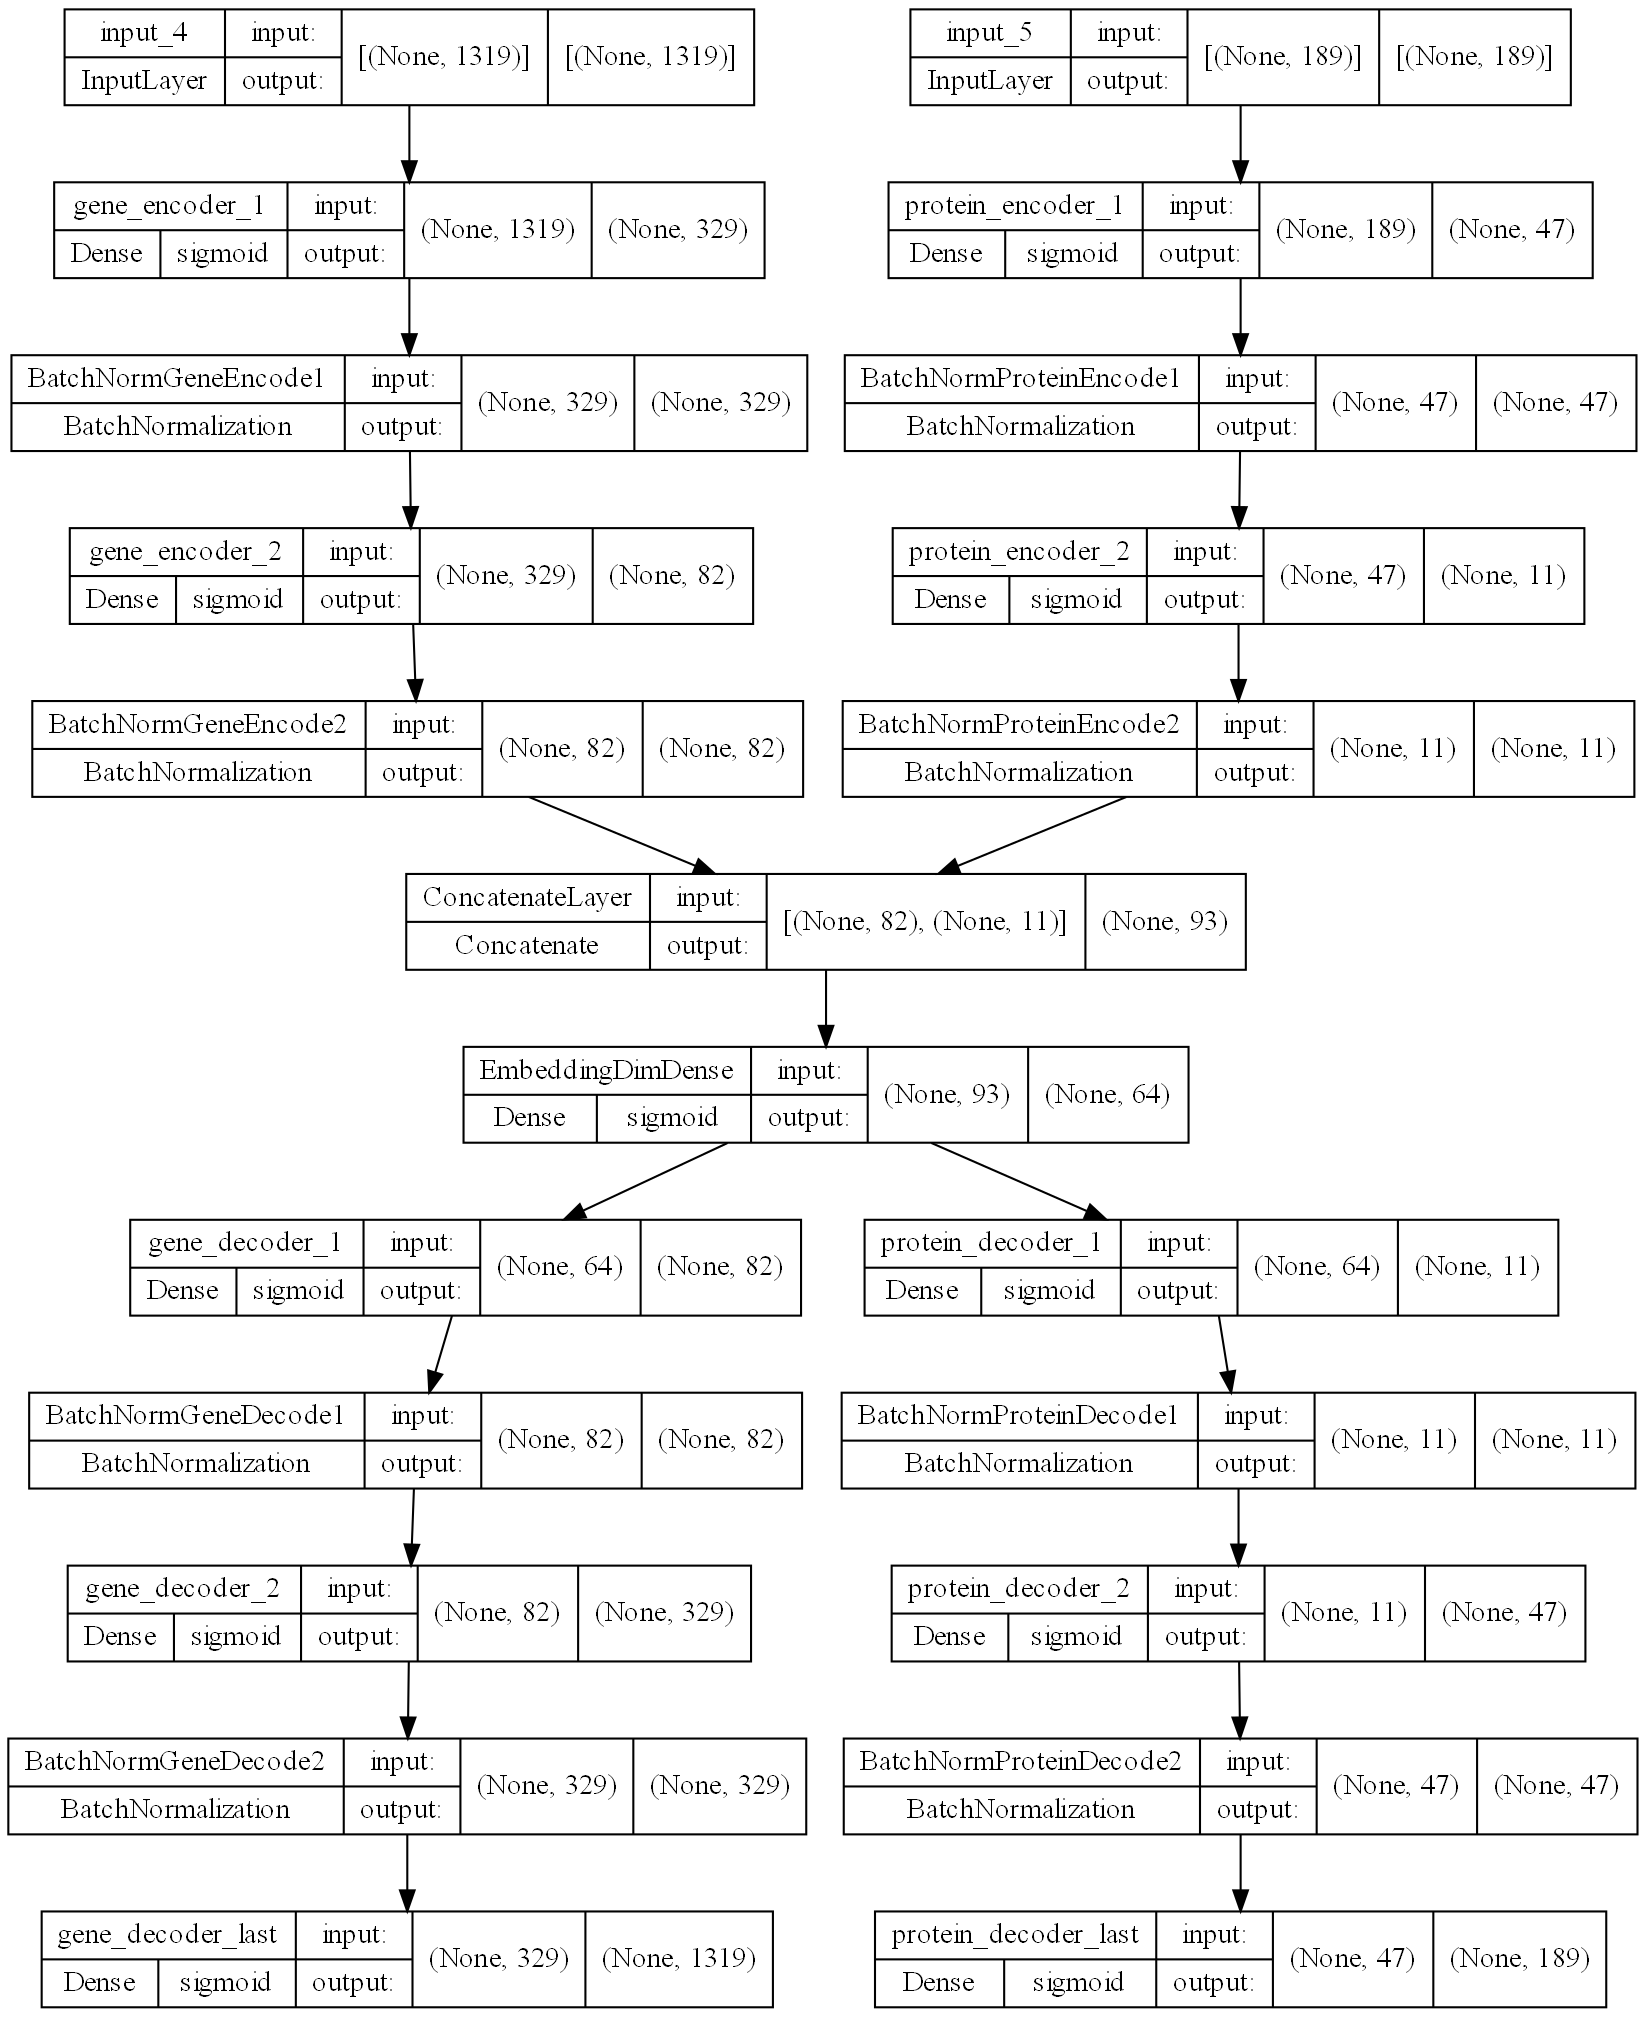 input_4 input: [(None, 1319)] [(None, 1319)]
InputLayer output:
input_5 input: [(None, 189)] [(None, 189)]
InputLayer output:
gene_encoder_1 input: (None, 1319) (None, 329)
Dense sigmoid output:
protein_encoder_1 input: (None, 189) (None, 47)
Dense sigmoid output:
BatchNormGeneEncode1 input: (None, 329) (None, 329)
BatchNormalization output:
BatchNormProteinEncode1 input: (None, 47) (None, 47)
BatchNormalization output:
gene_encoder_2 input: (None, 329) (None, 82)
Dense sigmoid output:
protein_encoder_2 input: (None, 47) (None, 11)
Dense sigmoid output:
BatchNormGeneEncode2 input: (None, 82) (None, 82)
BatchNormalization output:
BatchNormProteinEncode2 input: (None, 11) (None, 11)
BatchNormalization output:
ConcatenateLayer input: [(None, 82), (None, 11)] (None, 93)
Concatenate output:
EmbeddingDimDense input: (None, 93) (None, 64)
Dense sigmoid output:
gene_decoder_1 input: (None, 64) (None, 82)
Dense sigmoid output:
protein_decoder_1 input: (None, 64) (None, 11)
Dense sigmoid output:
BatchNormGeneDecode1 input: (None, 82) (None, 82)
BatchNormalization output:
BatchNormProteinDecode1 input: (None, 11) (None, 11)
BatchNormalization output:
gene_decoder_2 input: (None, 82) (None, 329)
Dense sigmoid output:
protein_decoder_2 input: (None, 11) (None, 47)
Dense sigmoid output:
BatchNormGeneDecode2 input: (None, 329) (None, 329)
BatchNormalization output:
BatchNormProteinDecode2 input: (None, 47) (None, 47)
BatchNormalization output:
gene_decoder_last input: (None, 329) (None, 1319)
Dense sigmoid output:
protein_decoder_last input: (None, 47) (None, 189)
Dense sigmoid output: